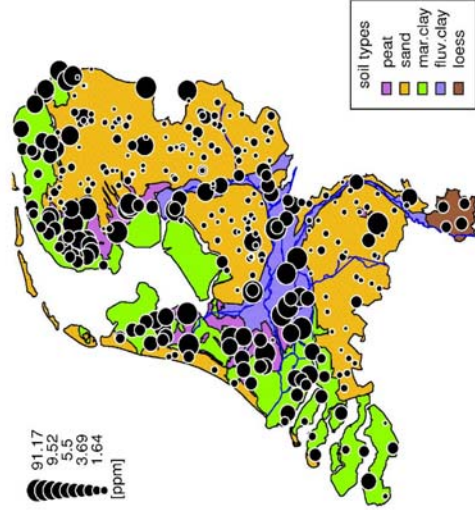 91.17
9.52
5.5
3.69
1.64
[ppm]
soil types
peat
sand
mar.clay
fluv.clay
loess